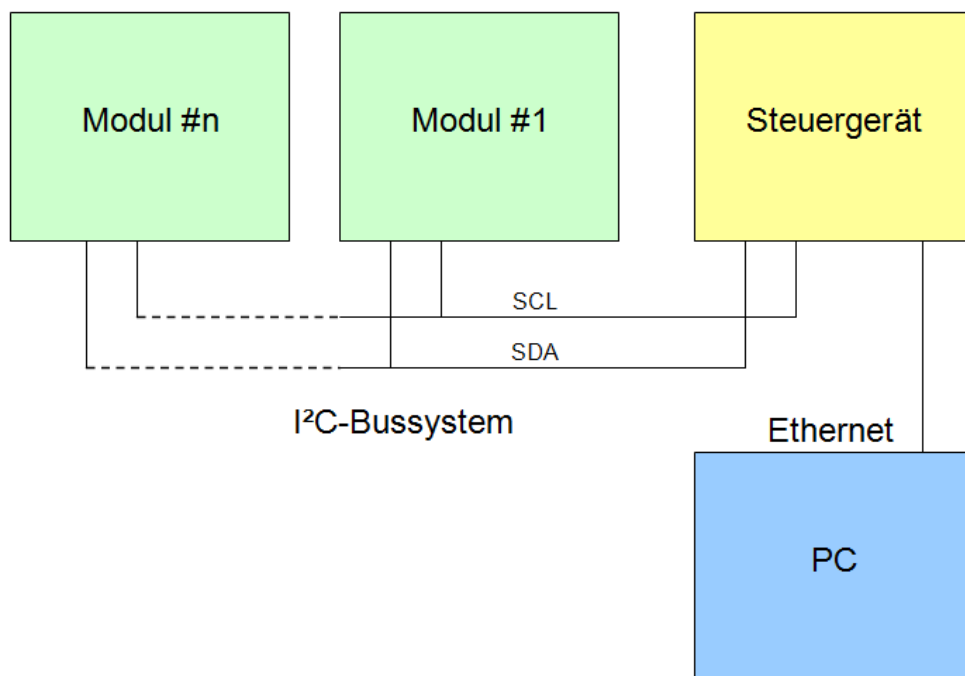 Modul #n
Modul #1
Steuergerät
SCL
SDA
I²C-Bussystem
Ethernet
PC